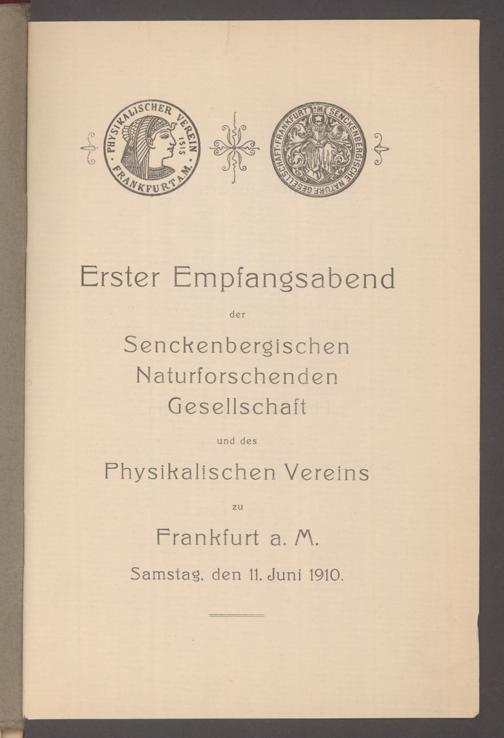 PHYSIKALISCHER VEREIN
FRANKFURT A.M.
Erster Empfangsabend
der
Senckenbergischen
Naturforschenden
Gesellschaft
und des
Physikalischen Vereins
zu
Frankfurt a. M.
Samstag, den 11. Juni 1910.